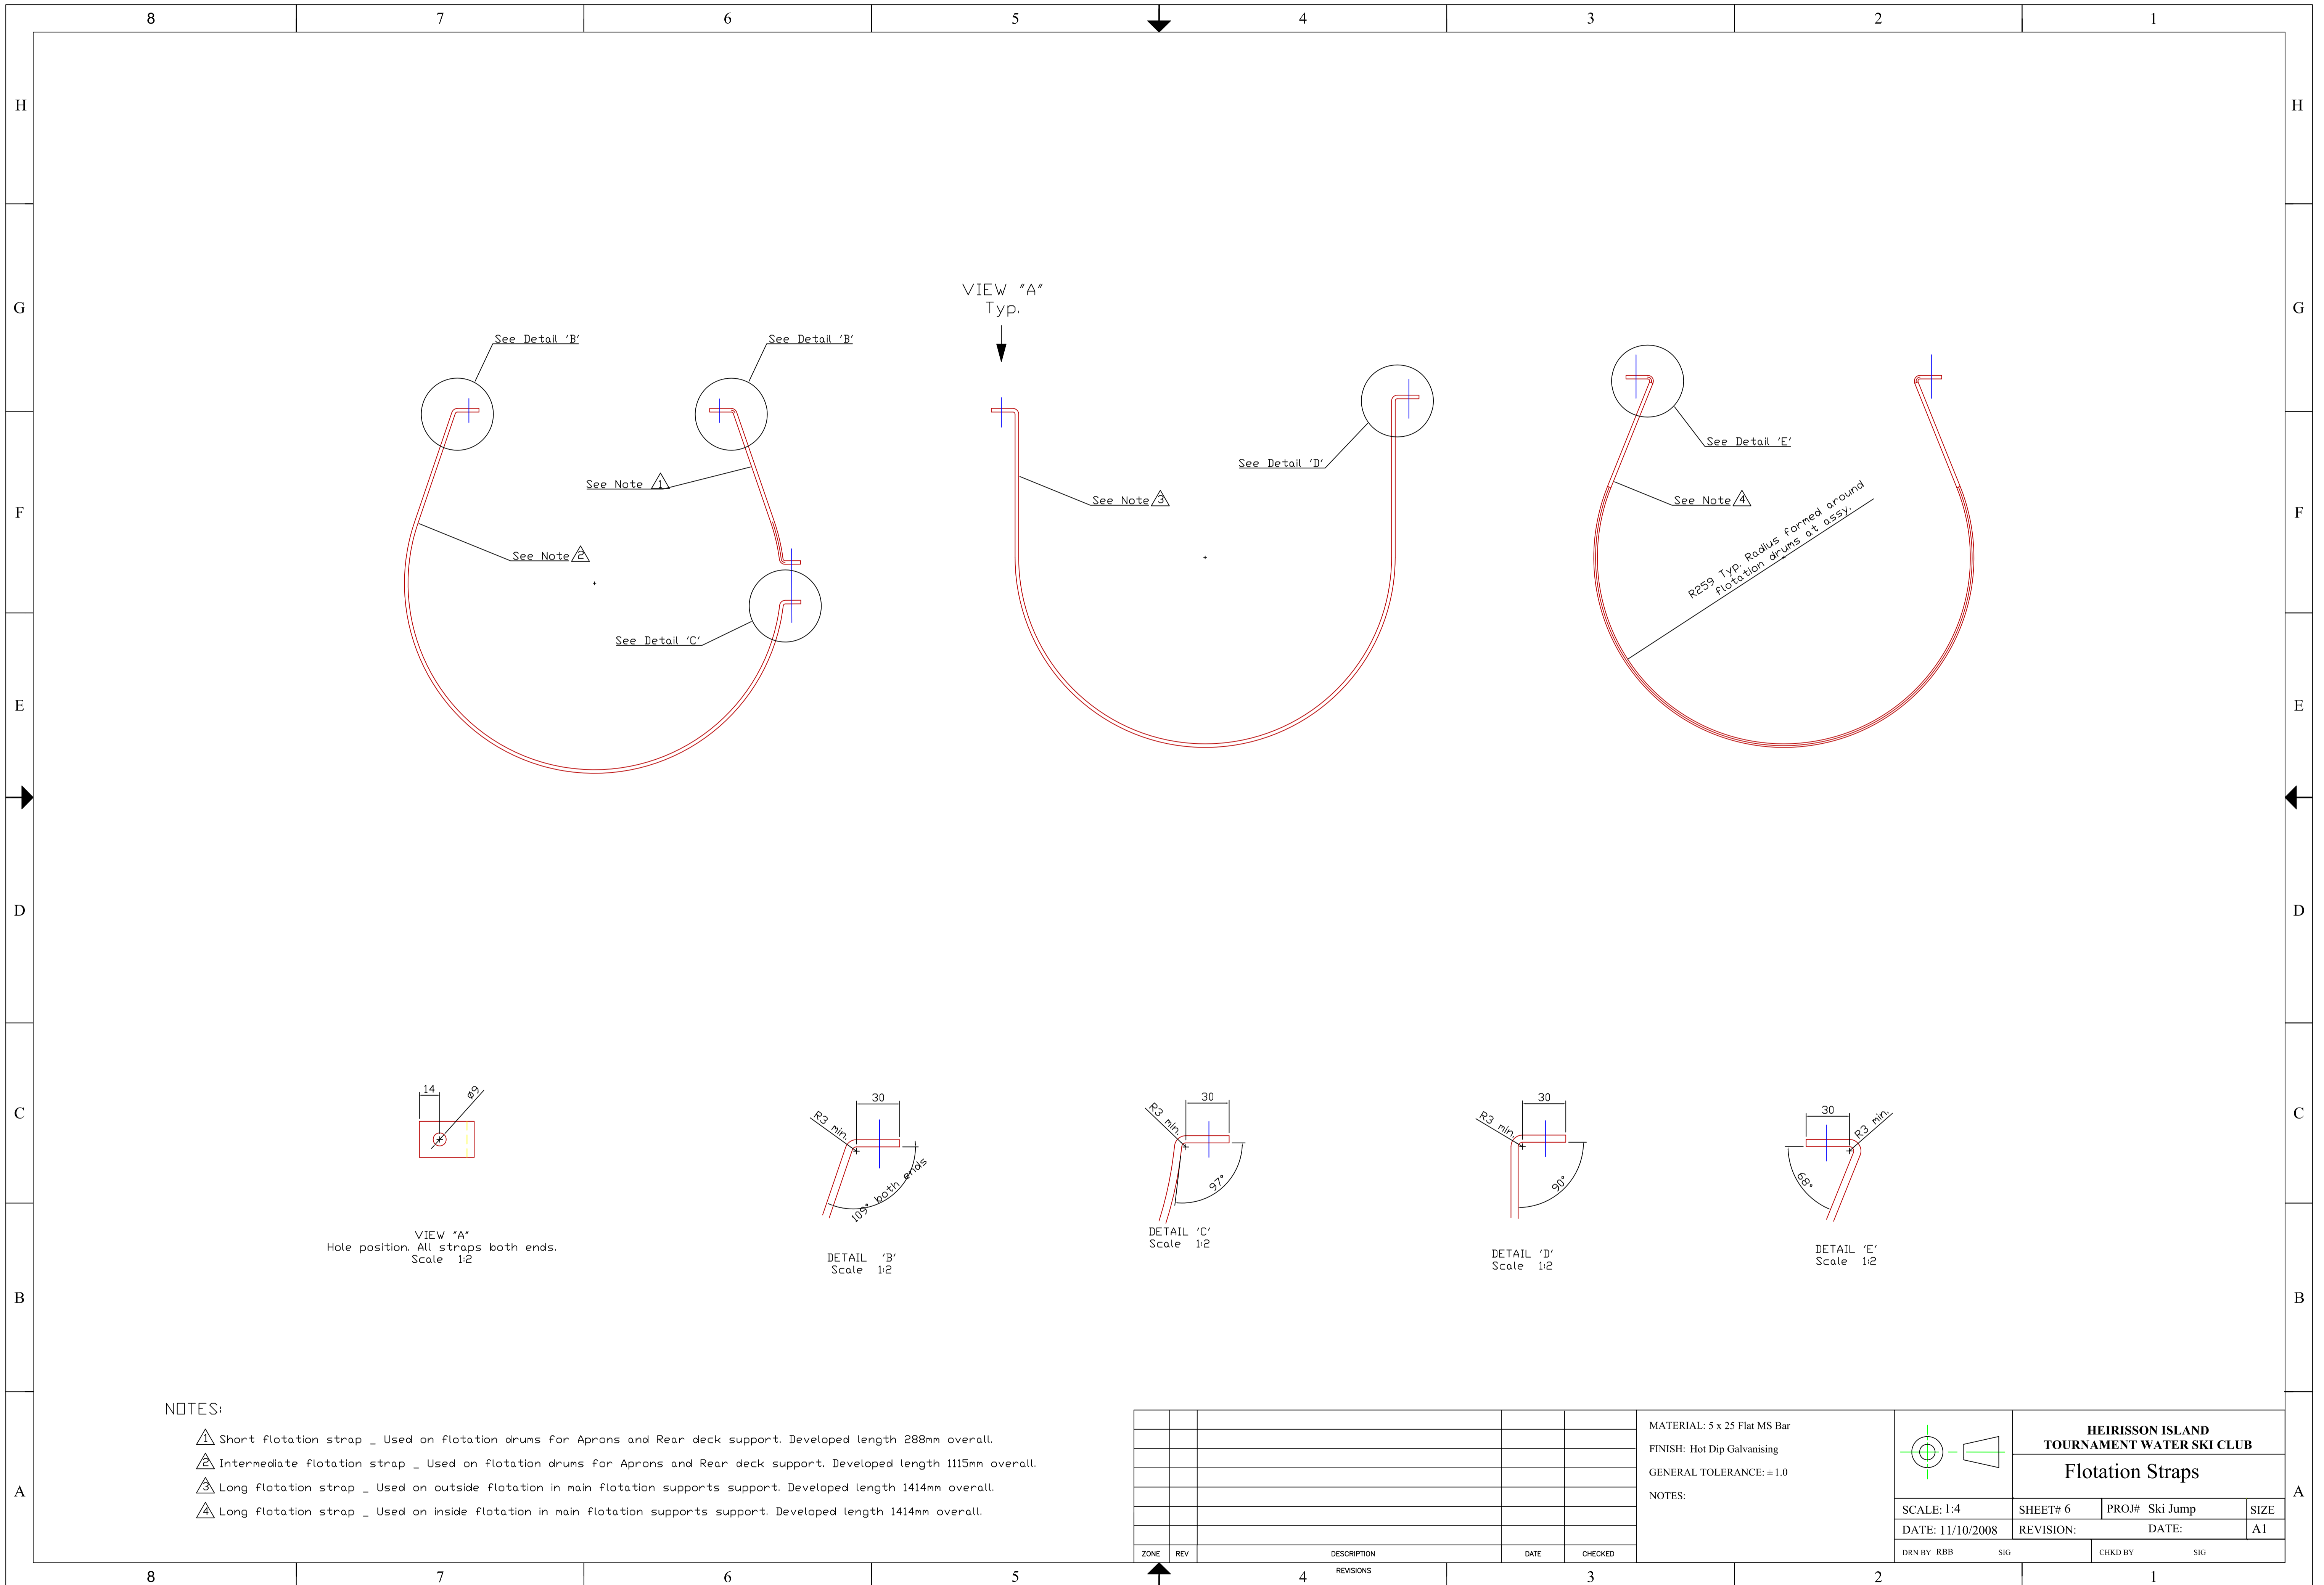 8 7 6 5 4 3 2 1
H H
G G
F F
E E
D D
C C
B B
A A
VIEW "A"
Typ.
See Detail 'B'
See Detail 'B'
See Note 1
See Note 2
See Detail 'C'
See Note 3
See Detail 'D'
See Detail 'E'
See Note 4
R259 Typ. Radius formed around
flotation drums at assy.
14
ø9
VIEW "A"
Hole position. All straps both ends.
Scale 1:2
R3 min.
30
109° both ends
DETAIL 'B'
Scale 1:2
R3 min.
30
97°
DETAIL 'C'
Scale 1:2
R3 min.
30
90°
DETAIL 'D'
Scale 1:2
30
R3 min.
68°
DETAIL 'E'
Scale 1:2
NOTES:
1 Short flotation strap _ Used on flotation drums for Aprons and Rear deck support. Developed length 288mm overall.
2 Intermediate flotation strap _ Used on flotation drums for Aprons and Rear deck support. Developed length 1115mm overall.
3 Long flotation strap _ Used on outside flotation in main flotation supports support. Developed length 1414mm overall.
4 Long flotation strap _ Used on inside flotation in main flotation supports support. Developed length 1414mm overall.
ZONE REV DESCRIPTION DATE CHECKED
REVISIONS
MATERIAL: 5 x 25 Flat MS Bar
FINISH: Hot Dip Galvanising
GENERAL TOLERANCE: ± 1.0
NOTES:
HEIRISSON ISLAND
TOURNAMENT WATER SKI CLUB
Flotation Straps
SCALE: 1:4 SHEET# 6 PROJ# Ski Jump SIZE
DATE: 11/10/2008 REVISION: DATE: A1
DRN BY RBB SIG CHKD BY SIG
8 7 6 5 4 3 2 1